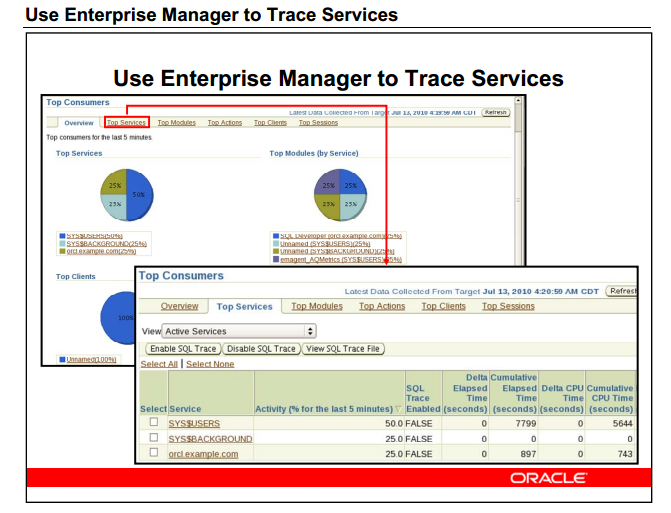 Use Enterprise Manager to Trace Services
Use Enterprise Manager to Trace Services
Top Consumers
Latest Data Collected From Target Jul 13, 2010 4:19:59 AM CDT Refresh
Overview Top Services Top Modules Top Actions Top Clients Top Sessions
Top consumers for the last 5 minutes.
Top Services Top Modules (by Service)
25% 50% 25% 25%
25% 25% 25%
SYS$USERS(50%) SQL Developer (orcl.example.com)(25%)
SYS$BACKGROUND(25%) Unnamed (SYS$USERS)(25%)
orcl.example.com(25%) Unnamed (SYS$BACKGROUND)(25%)
emagent_AQMetrics (SYS$USERS)(25%)
Top Clients
100%
Unnamed(100%)
Top Consumers
Latest Data Collected From Target Jul 13, 2010 4:20:59 AM CDT Refresh
Overview Top Services Top Modules Top Actions Top Clients Top Sessions
View Active Services
Enable SQL Trace Disable SQL Trace View SQL Trace File
Select All | Select None
Delta Cumulative
SQL Elapsed Elapsed Delta CPU Cumulative
Trace Time Time Time CPU Time
Select Service Activity (% for the last 5 minutes) Enabled (seconds) (seconds) (seconds) (seconds)
SYS$USERS 50.0 FALSE 0 7799 0 5644
SYS$BACKGROUND 25.0 FALSE 0 0 0 0
orcl.example.com 25.0 FALSE 0 897 0 743
ORACLE